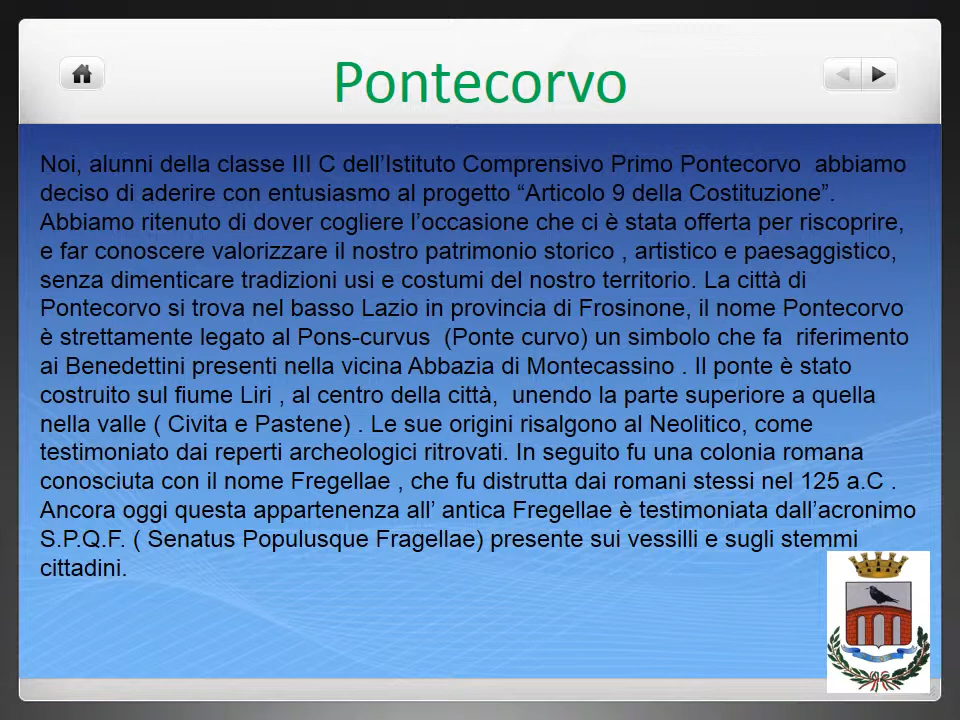 Pontecorvo
Noi, alunni della classe III C dell’Istituto Comprensivo Primo Pontecorvo  abbiamo
deciso di aderire con entusiasmo al progetto “Articolo 9 della Costituzione”.
Abbiamo ritenuto di dover cogliere l’occasione che ci è stata offerta per riscoprire,
e far conoscere valorizzare il nostro patrimonio storico , artistico e paesaggistico,
senza dimenticare tradizioni usi e costumi del nostro territorio. La città di
Pontecorvo si trova nel basso Lazio in provincia di Frosinone, il nome Pontecorvo
è strettamente legato al Pons-curvus  (Ponte curvo) un simbolo che fa  riferimento
ai Benedettini presenti nella vicina Abbazia di Montecassino . Il ponte è stato
costruito sul fiume Liri , al centro della città,  unendo la parte superiore a quella
nella valle ( Civita e Pastene) . Le sue origini risalgono al Neolitico, come
testimoniato dai reperti archeologici ritrovati. In seguito fu una colonia romana
conosciuta con il nome Fregellae , che fu distrutta dai romani stessi nel 125 a.C .
Ancora oggi questa appartenenza all’ antica Fregellae è testimoniata dall’acronimo
S.P.Q.F. ( Senatus Populusque Fragellae) presente sui vessilli e sugli stemmi
cittadini.